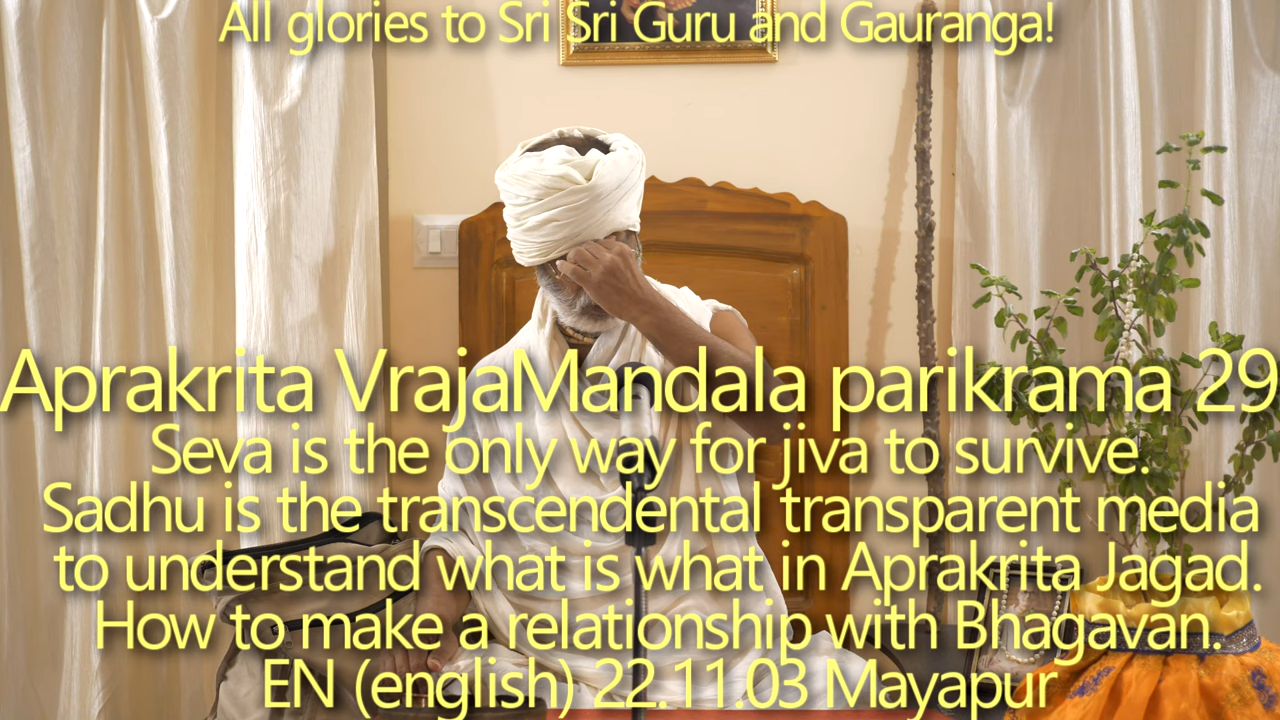 All glories to Sri Sri Guru and Gauranga!
Aprakrita VrajaMandala parikrama 29
Seva is the only way for jiva to survive.
Sadhu is the transcendental transparent media
to understand what is what in Aprakrita Jagad.
How to make a relationship with Bhagavan.
EN (english) 22.11.03 Mayapur